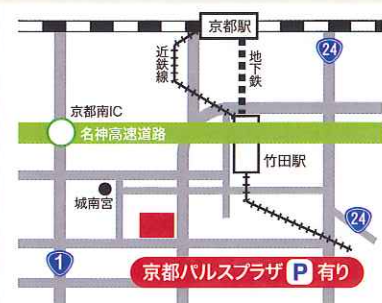 京都駅
24
近鉄線
地下鉄
京都南IC
名神高速道路
竹田駅
城南宮
24
1
京都パルスプラザ P 有り